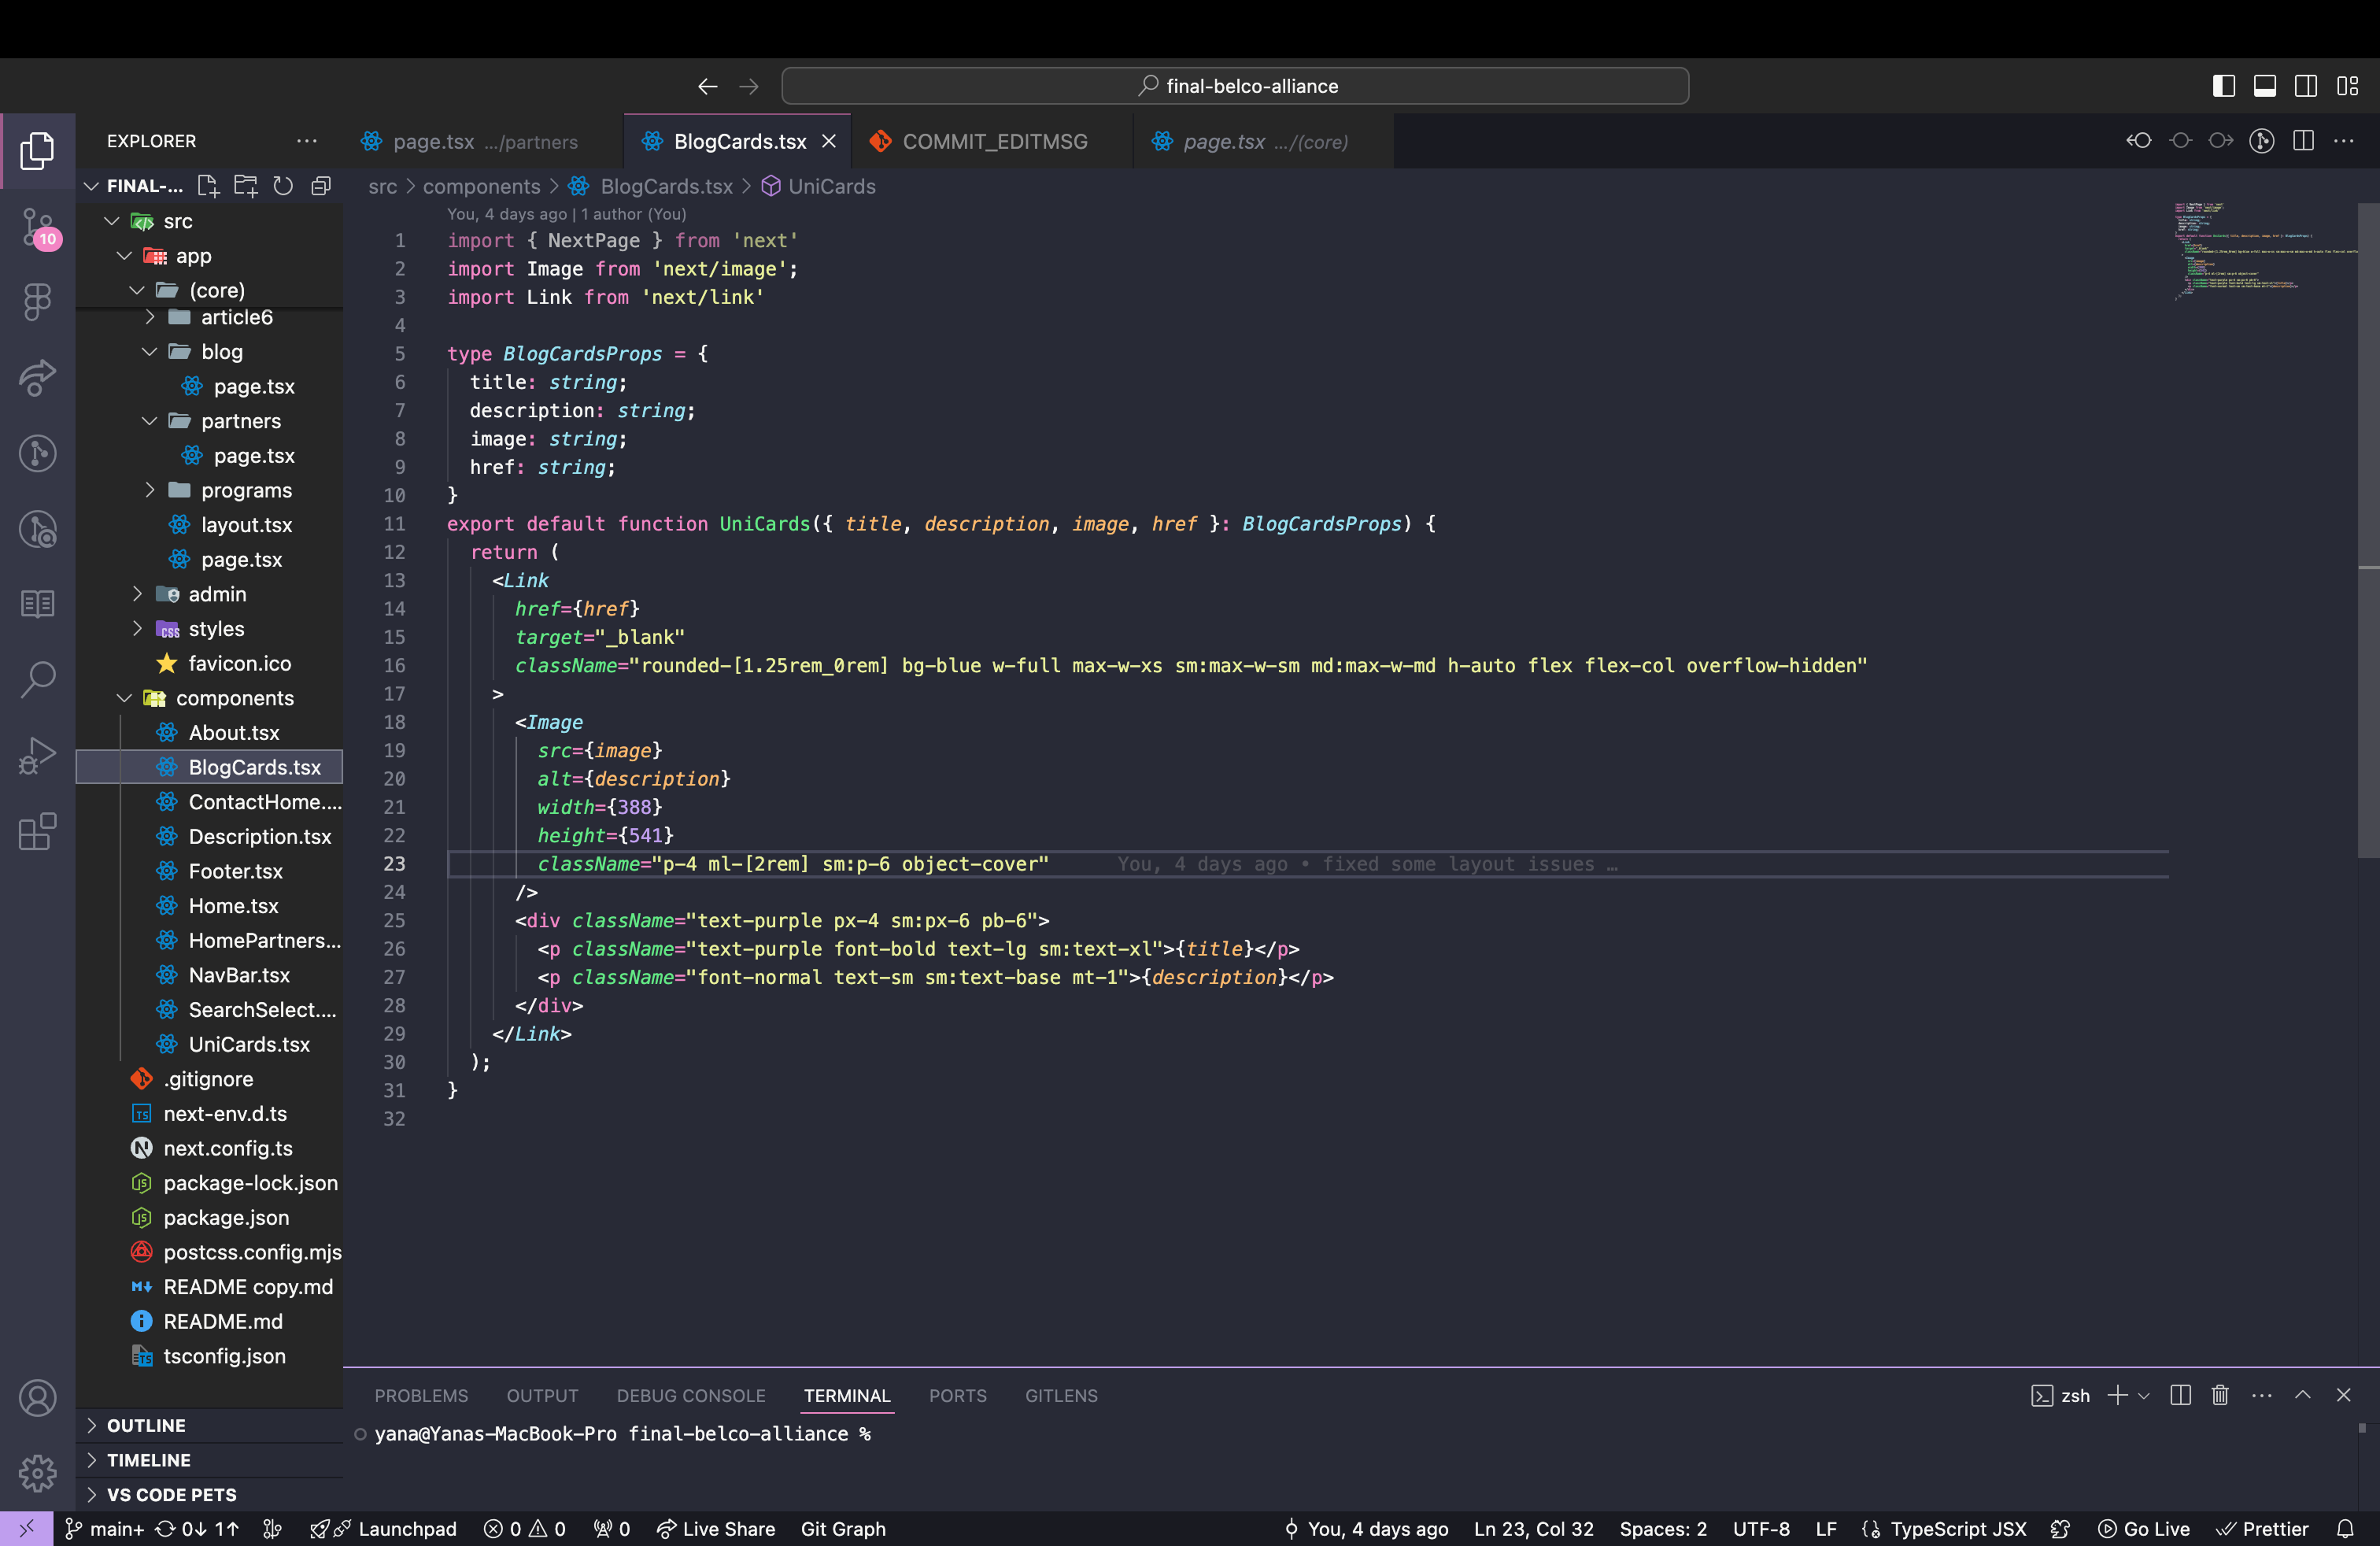 final-belco-alliance
EXPLORER
page.tsx .../partners
BlogCards.tsx
COMMIT_EDITMSG
page.tsx .../(core)
FINAL-...
src > components > BlogCards.tsx > UniCards
10
src
app
(core)
article6
blog
page.tsx
partners
page.tsx
programs
layout.tsx
page.tsx
admin
styles
favicon.ico
components
About.tsx
BlogCards.tsx
ContactHome....
Description.tsx
Footer.tsx
Home.tsx
HomePartners...
NavBar.tsx
SearchSelect....
UniCards.tsx
.gitignore
next-env.d.ts
next.config.ts
package-lock.json
package.json
postcss.config.mjs
README copy.md
README.md
tsconfig.json
OUTLINE
TIMELINE
VS CODE PETS
You, 4 days ago | 1 author (You)
1 import { NextPage } from 'next'
2 import Image from 'next/image';
3 import Link from 'next/link'
4
5 type BlogCardsProps = {
6 title: string;
7 description: string;
8 image: string;
9 href: string;
10 }
11 export default function UniCards({ title, description, image, href }: BlogCardsProps) {
12 return (
13 <Link
14 href={href}
15 target="_blank"
16 className="rounded-[1.25rem_0rem] bg-blue w-full max-w-xs sm:max-w-sm md:max-w-md h-auto flex flex-col overflow-hidden"
17 >
18 <Image
19 src={image}
20 alt={description}
21 width={388}
22 height={541}
23 className="p-4 ml-[2rem] sm:p-6 object-cover" You, 4 days ago • fixed some layout issues …
24 />
25 <div className="text-purple px-4 sm:px-6 pb-6">
26 <p className="text-purple font-bold text-lg sm:text-xl">{title}</p>
27 <p className="font-normal text-sm sm:text-base mt-1">{description}</p>
28 </div>
29 </Link>
30 );
31 }
32
PROBLEMS OUTPUT DEBUG CONSOLE TERMINAL PORTS GITLENS
zsh
yana@Yanas-MacBook-Pro final-belco-alliance %
main+ 0↓ 1↑ Launchpad 0 0 0 Live Share Git Graph
You, 4 days ago Ln 23, Col 32 Spaces: 2 UTF-8 LF TypeScript JSX Go Live Prettier